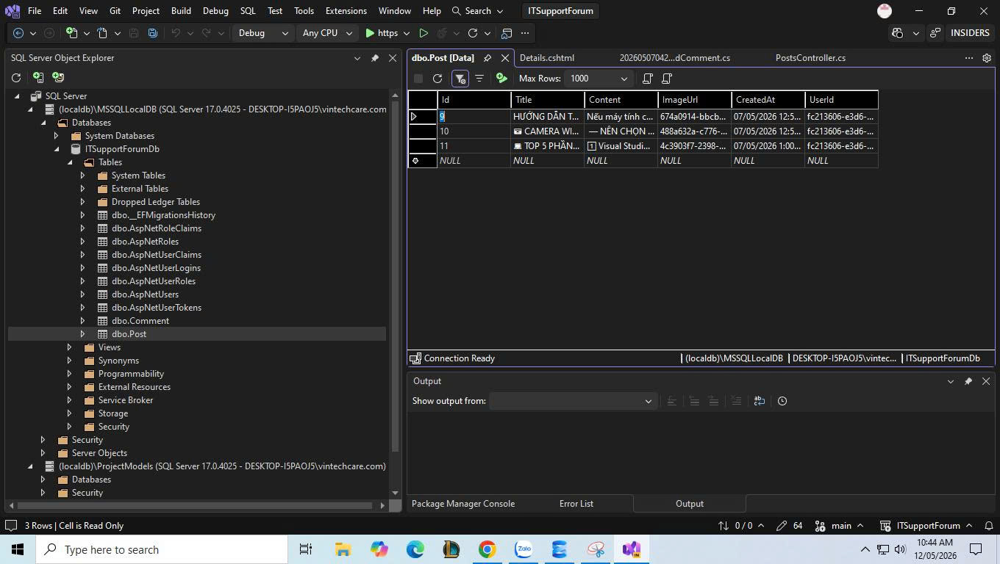 File Edit View Git Project Build Debug SQL Test Tools Extensions Window Help Search ITSupportForum
Debug Any CPU https INSIDERS
SQL Server Object Explorer
SQL Server
(localdb)\MSSQLLocalDB (SQL Server 17.0.4025 - DESKTOP-I5PAOJ5\vintechcare.com
Databases
System Databases
ITSupportForumDb
Tables
System Tables
External Tables
Dropped Ledger Tables
dbo.__EFMigrationsHistory
dbo.AspNetRoleClaims
dbo.AspNetRoles
dbo.AspNetUserClaims
dbo.AspNetUserLogins
dbo.AspNetUserRoles
dbo.AspNetUsers
dbo.AspNetUserTokens
dbo.Comment
dbo.Post
Views
Synonyms
Programmability
External Resources
Service Broker
Storage
Security
Security
Server Objects
(localdb)\ProjectModels (SQL Server 17.0.4025 - DESKTOP-I5PAOJ5\vintechcare.com)
Databases
Security
dbo.Post [Data] Details.cshtml 20260507042...dComment.cs PostsController.cs
Max Rows: 1000
Id Title Content ImageUrl CreatedAt UserId
9 HƯỚNG DẪN T... Nếu máy tính c... 674a0914-bbcb... 07/05/2026 12:5... fc213606-e3d6-...
10 📷 CAMERA WI... — NÊN CHỌN ... 488a632a-c776-... 07/05/2026 12:5... fc213606-e3d6-...
11 💻 TOP 5 PHẦN... 1 Visual Studi... 4c3903f7-2398-... 07/05/2026 1:00... fc213606-e3d6-...
NULL NULL NULL NULL NULL NULL
Connection Ready (localdb)\MSSQLLocalDB DESKTOP-I5PAOJ5\vintec... ITSupportForumDb
Output
Show output from:
Package Manager Console Error List Output
3 Rows | Cell is Read Only 0 / 0 64 main ITSupportForum
Type here to search
Zalo
IN
10:44 AM
12/05/2026